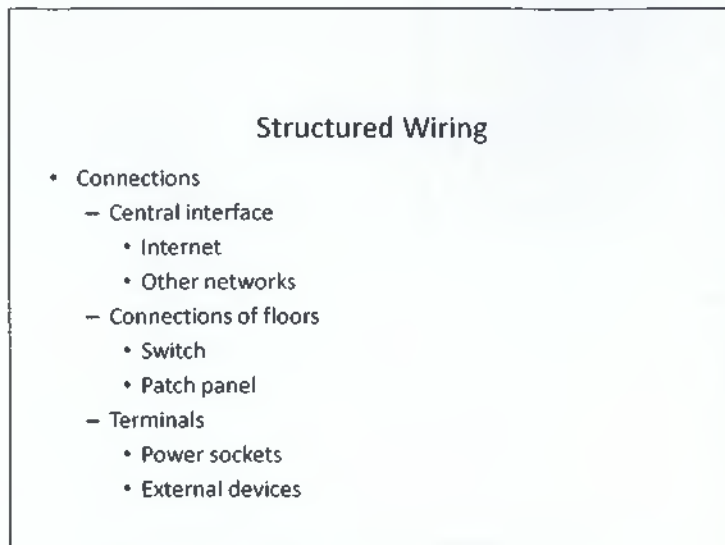 Structured Wiring
• Connections
– Central interface
• Internet
• Other networks
– Connections of floors
• Switch
• Patch panel
– Terminals
• Power sockets
• External devices